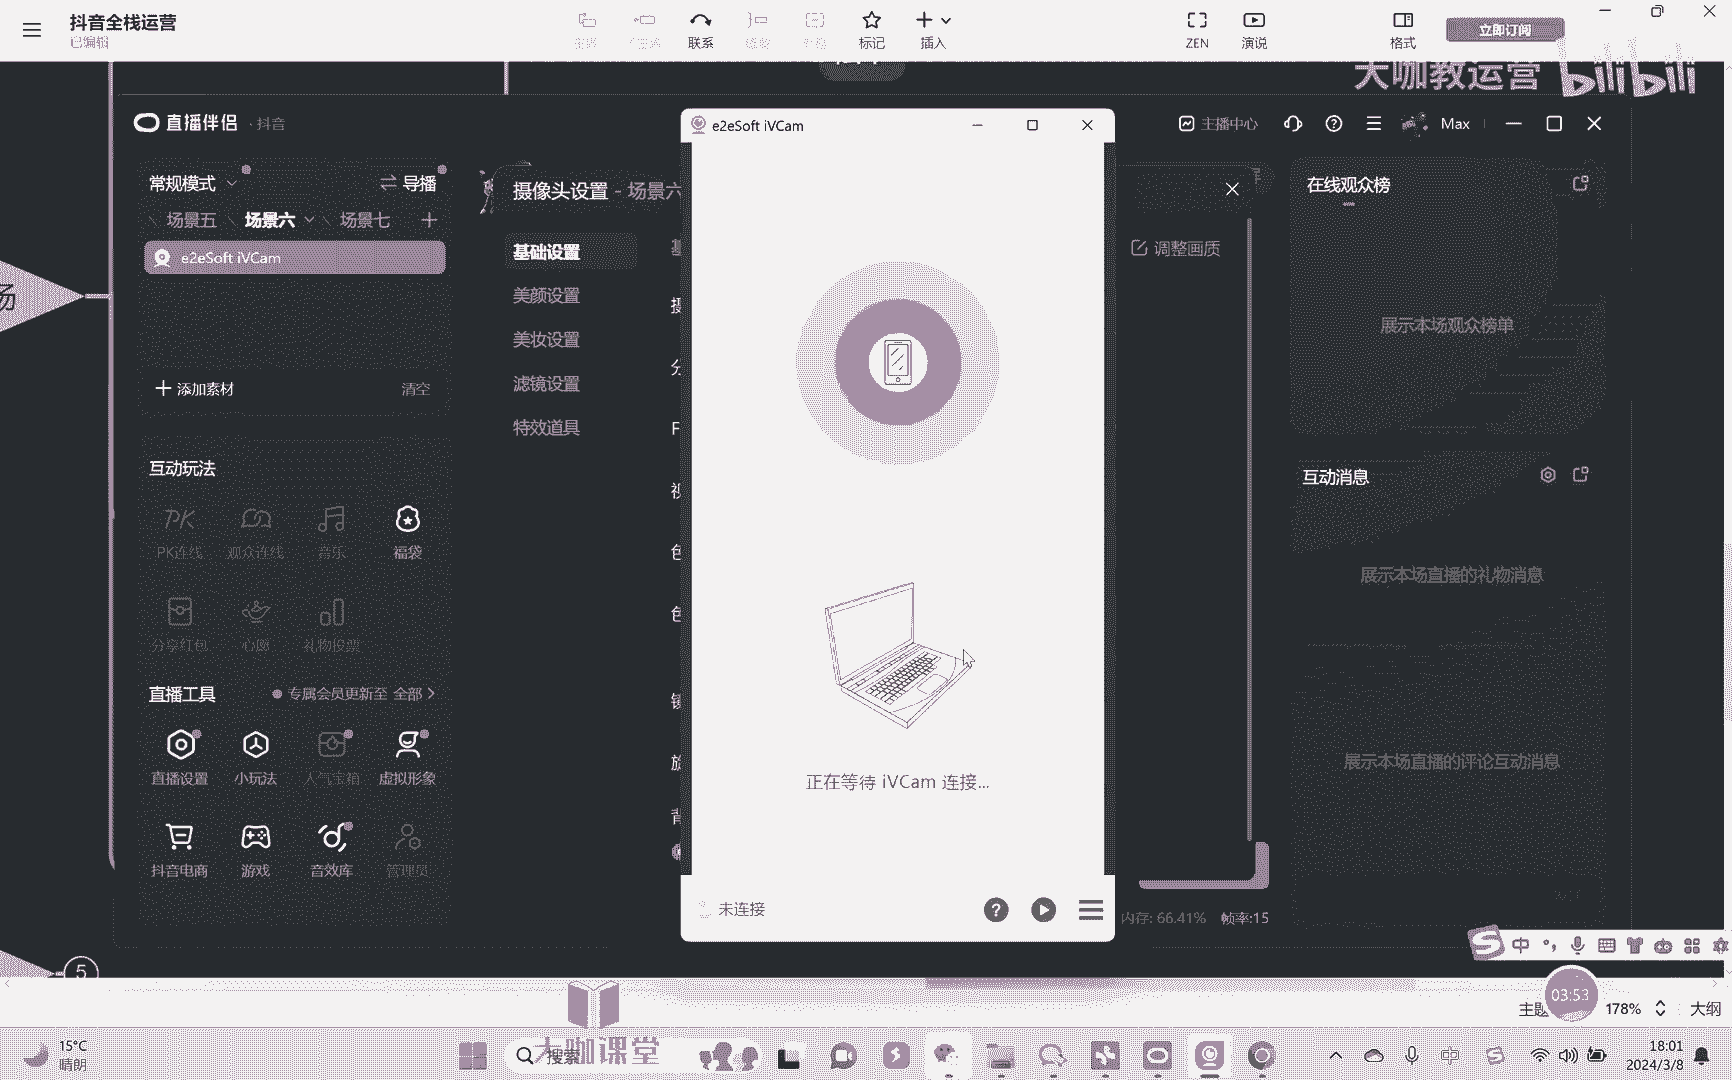 抖音全栈运营
已编辑
联系
标记
插入
ZEN
演说
格式
立即订阅
大咖教运营 bilibili
直播伴侣 · 抖音
主播中心
Max
e2eSoft iVCam
常规模式
导播
场景五
场景六
场景七
e2eSoft iVCam
添加素材
清空
摄像头设置 - 场景六
基础设置
美颜设置
美妆设置
滤镜设置
特效道具
调整画质
在线观众榜
展示本场观众榜单
互动玩法
PK连线
观众连线
音乐
福袋
分享红包
心愿
礼物投票
互动消息
展示本场直播的礼物消息
展示本场直播的评论互动消息
直播工具
专属会员更新至 全部
直播设置
小玩法
人气宝箱
虚拟形象
抖音电商
游戏
音效库
管理员
正在等待 iVCam 连接...
未连接
内存: 66.41%
帧率:15
中
5
03:53
178%
大纲
15°C
晴朗
搜索
大咖课堂
中
18:01
2024/3/8